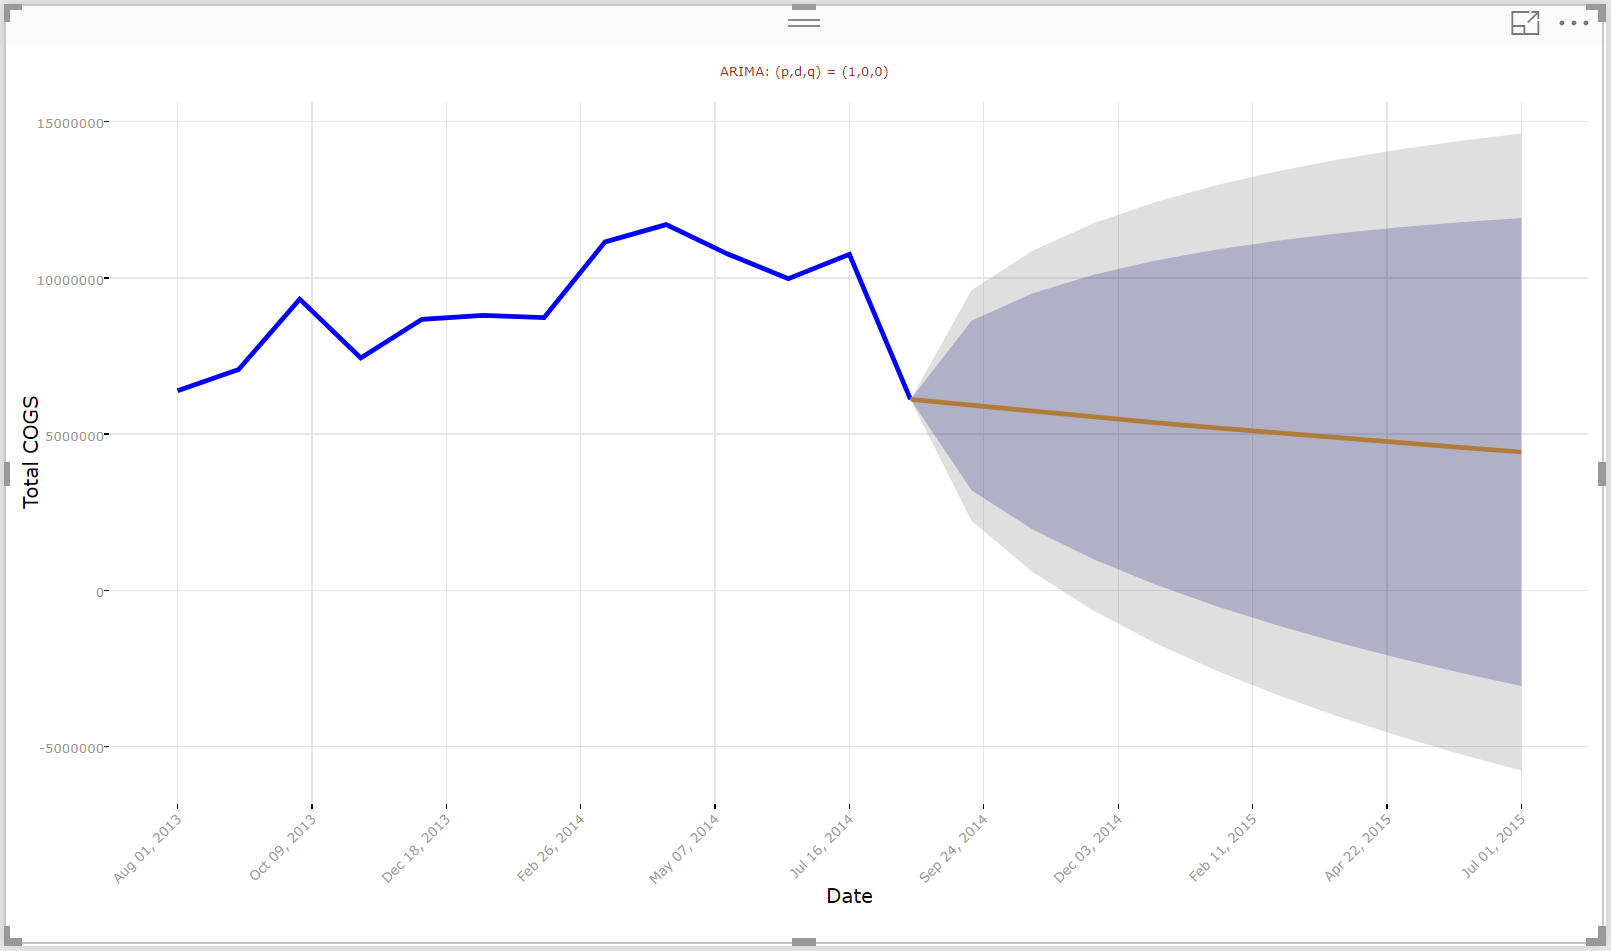 ARIMA: (p,d,q) = (1,0,0)
15000000
10000000
5000000
0
-5000000
Total COGS
Aug 01, 2013
Oct 09, 2013
Dec 18, 2013
Feb 26, 2014
May 07, 2014
Jul 16, 2014
Sep 24, 2014
Dec 03, 2014
Feb 11, 2015
Apr 22, 2015
Jul 01, 2015
Date